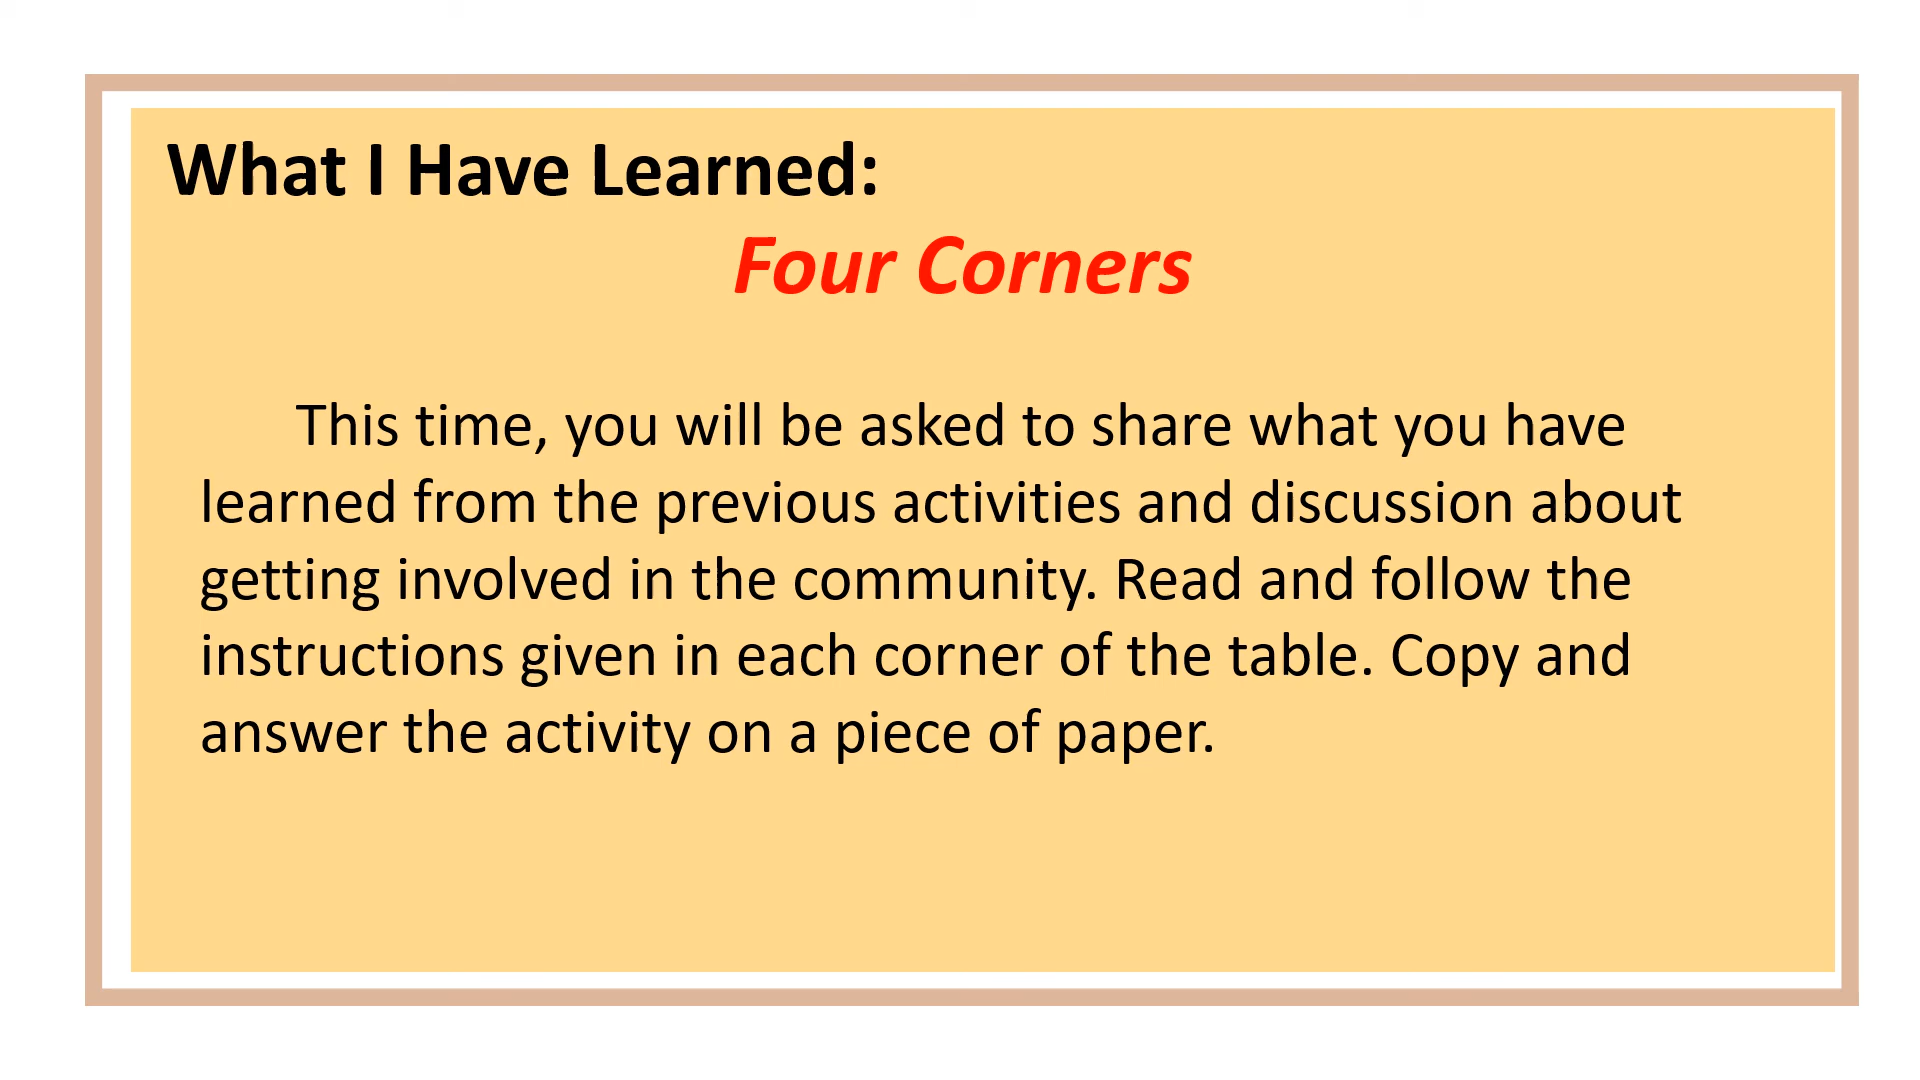 What I Have Learned:
Four Corners
This time, you will be asked to share what you have
learned from the previous activities and discussion about
getting involved in the community. Read and follow the
instructions given in each corner of the table. Copy and
answer the activity on a piece of paper.